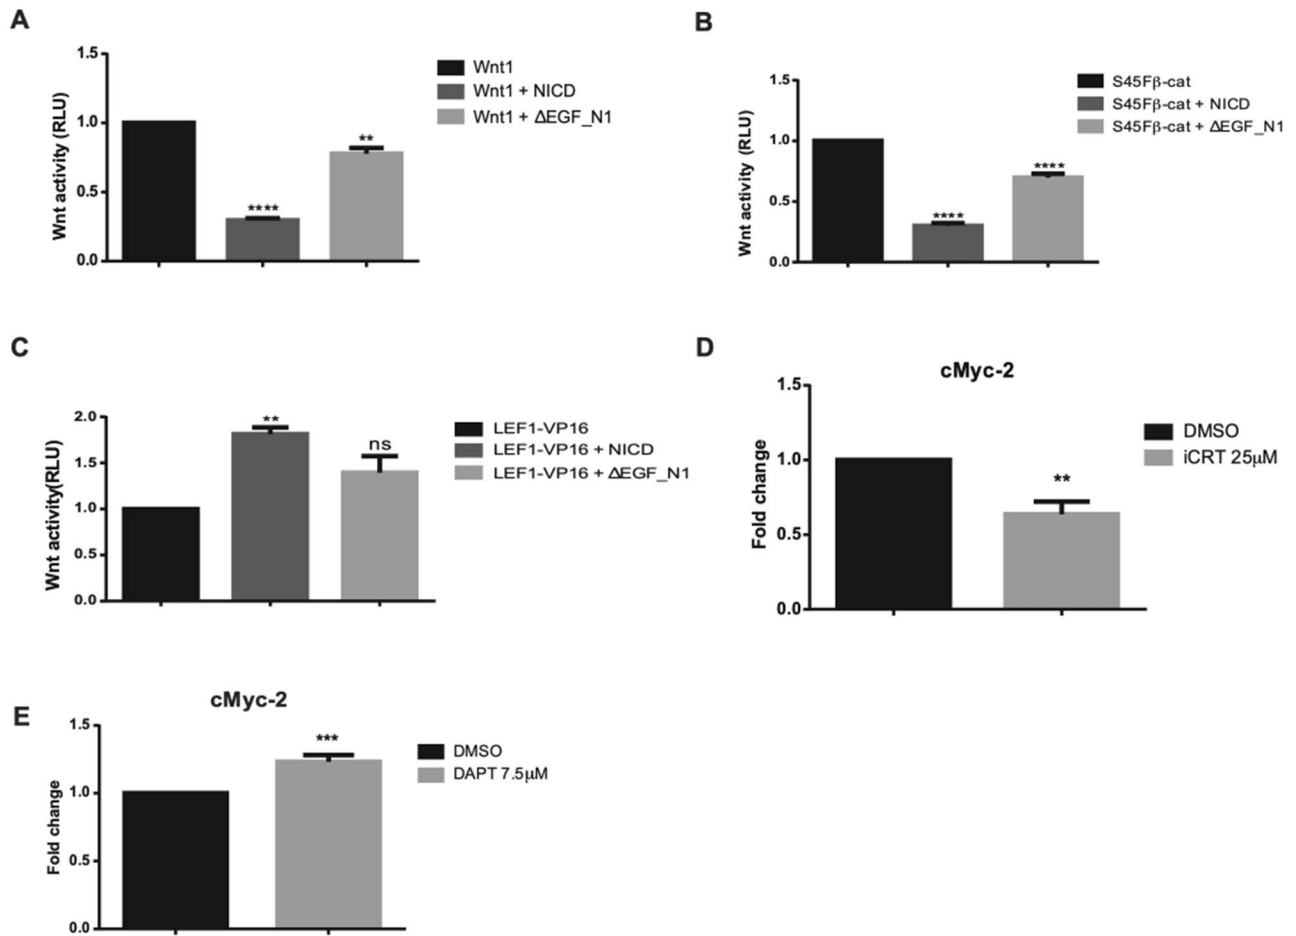 A
Wnt activity (RLU)
1.5
1.0
0.5
0.0
****
**
Wnt1
Wnt1 + NICD
Wnt1 + ΔEGF_N1
B
Wnt activity (RLU)
1.5
1.0
0.5
0.0
****
****
S45Fβ-cat
S45Fβ-cat + NICD
S45Fβ-cat + ΔEGF_N1
C
Wnt activity(RLU)
2.0
1.5
1.0
0.5
0.0
**
ns
LEF1-VP16
LEF1-VP16 + NICD
LEF1-VP16 + ΔEGF_N1
D
cMyc-2
Fold change
1.5
1.0
0.5
0.0
**
DMSO
iCRT 25μM
E
cMyc-2
Fold change
1.5
1.0
0.5
0.0
***
DMSO
DAPT 7.5μM